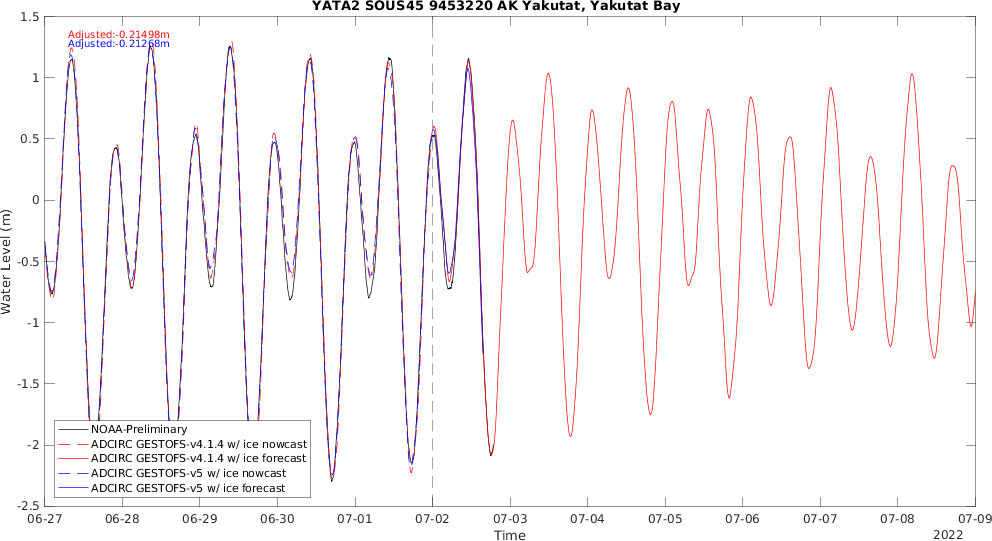 YATA2 SOUS45 9453220 AK Yakutat, Yakutat Bay
Adjusted:-0.21498m
Adjusted:-0.21268m
Water Level (m)
1.5
1
0.5
0
-0.5
-1
-1.5
-2
-2.5
NOAA-Preliminary
ADCIRC GESTOFS-v4.1.4 w/ ice nowcast
ADCIRC GESTOFS-v4.1.4 w/ ice forecast
ADCIRC GESTOFS-v5 w/ ice nowcast
ADCIRC GESTOFS-v5 w/ ice forecast
06-27 06-28 06-29 06-30 07-01 07-02 07-03 07-04 07-05 07-06 07-07 07-08 07-09
Time
2022